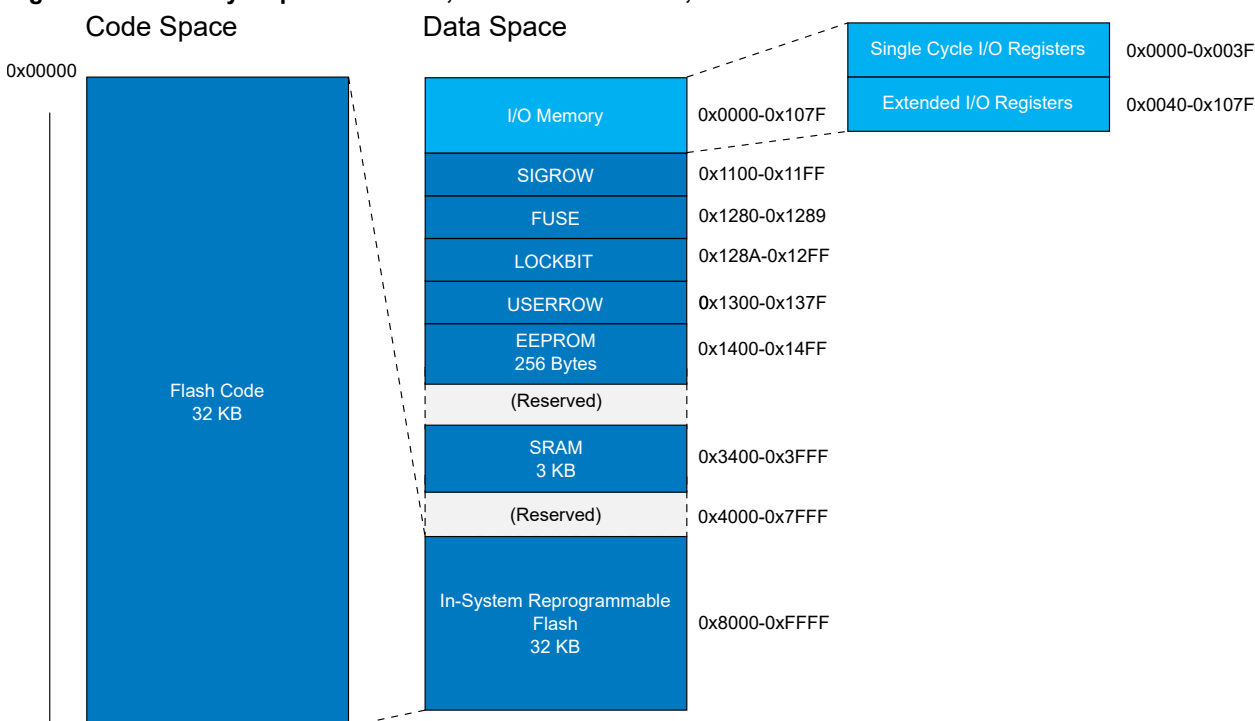 Code Space
Data Space
0x00000
Single Cycle I/O Registers
0x0000-0x003F
Extended I/O Registers
0x0040-0x107F
I/O Memory
0x0000-0x107F
SIGROW
0x1100-0x11FF
FUSE
0x1280-0x1289
LOCKBIT
0x128A-0x12FF
USERROW
0x1300-0x137F
EEPROM
256 Bytes
0x1400-0x14FF
(Reserved)
Flash Code
32 KB
SRAM
3 KB
0x3400-0x3FFF
(Reserved)
0x4000-0x7FFF
In-System Reprogrammable
Flash
32 KB
0x8000-0xFFFF